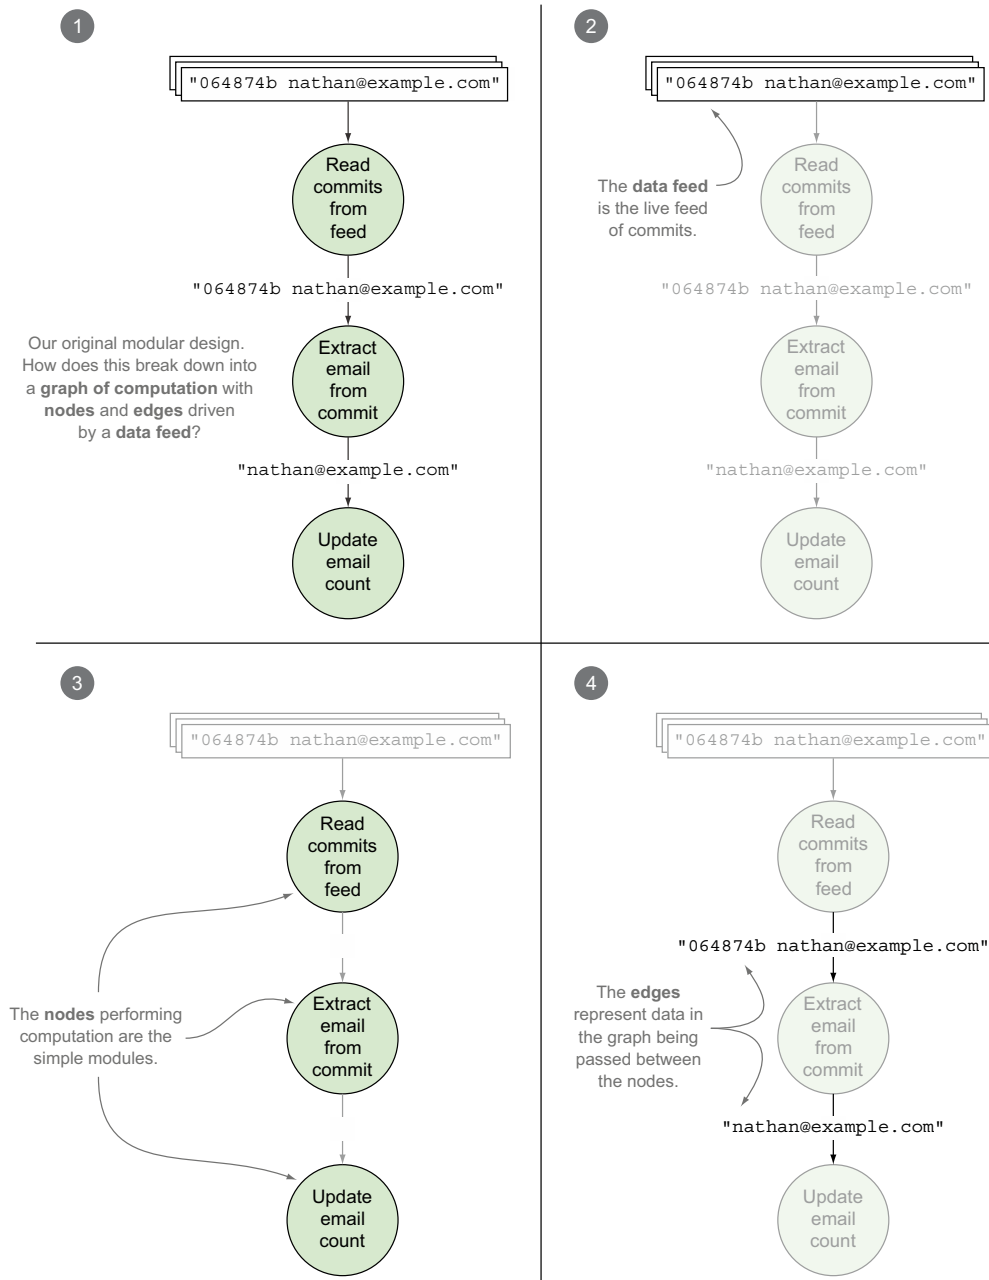 1
"064874b nathan@example.com"
Read
commits
from
feed
"064874b nathan@example.com"
Our original modular design.
How does this break down into
a graph of computation with
nodes and edges driven
by a data feed?
Extract
email
from
commit
"nathan@example.com"
Update
email
count
2
"064874b nathan@example.com"
The data feed
is the live feed
of commits.
Read
commits
from
feed
"064874b nathan@example.com"
Extract
email
from
commit
"nathan@example.com"
Update
email
count
3
"064874b nathan@example.com"
Read
commits
from
feed
The nodes performing
computation are the
simple modules.
Extract
email
from
commit
Update
email
count
4
"064874b nathan@example.com"
Read
commits
from
feed
"064874b nathan@example.com"
The edges
represent data in
the graph being
passed between
the nodes.
Extract
email
from
commit
"nathan@example.com"
Update
email
count